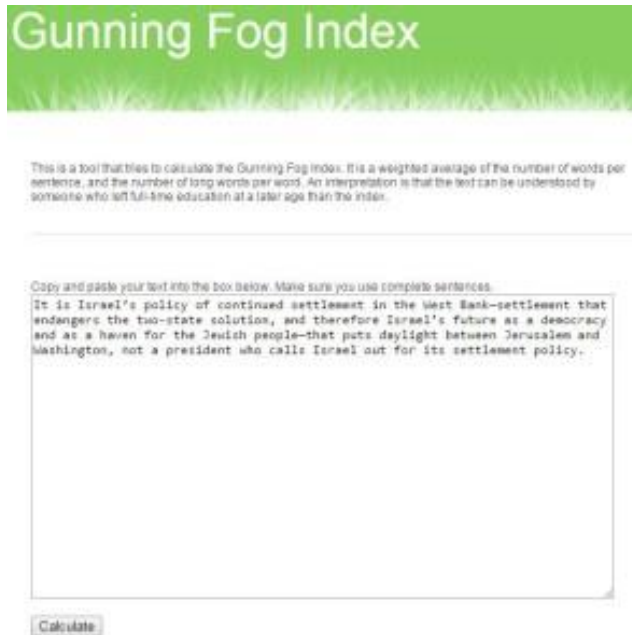 Gunning Fog Index
This is a tool that tries to calculate the Gunning Fog Index. It is a weighted average of the number of words per
sentence, and the number of long words per word. An interpretation is that the text can be understood by
someone who left full-time education at a later age than the index.
Copy and paste your text into the box below. Make sure you use complete sentences.
It is Israel's policy of continued settlement in the West Bank—settlement that
endangers the two-state solution, and therefore Israel's future as a democracy
and as a haven for the Jewish people—that puts daylight between Jerusalem and
Washington, not a president who calls Israel out for its settlement policy.
Calculate